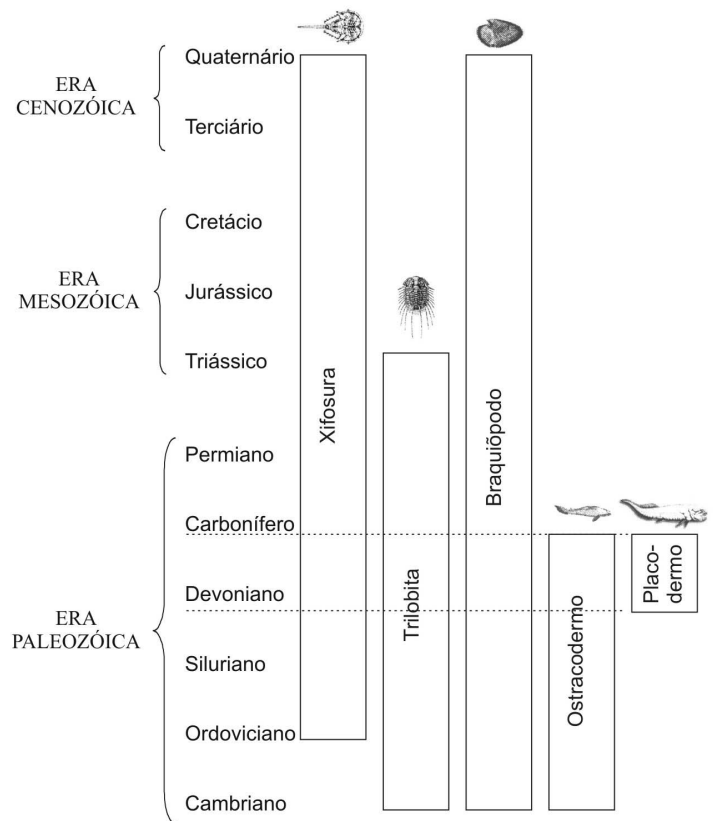 Quaternário
ERA
CENOZÓICA
Terciário
Cretácio
ERA
MESOZÓICA
Jurássico
Triássico
Permiano
Carbonífero
Devoniano
ERA
PALEOZÓICA
Siluriano
Ordoviciano
Cambriano
Xifosura
Trilobita
Braquiõpodo
Ostracodermo
Placo-
dermo